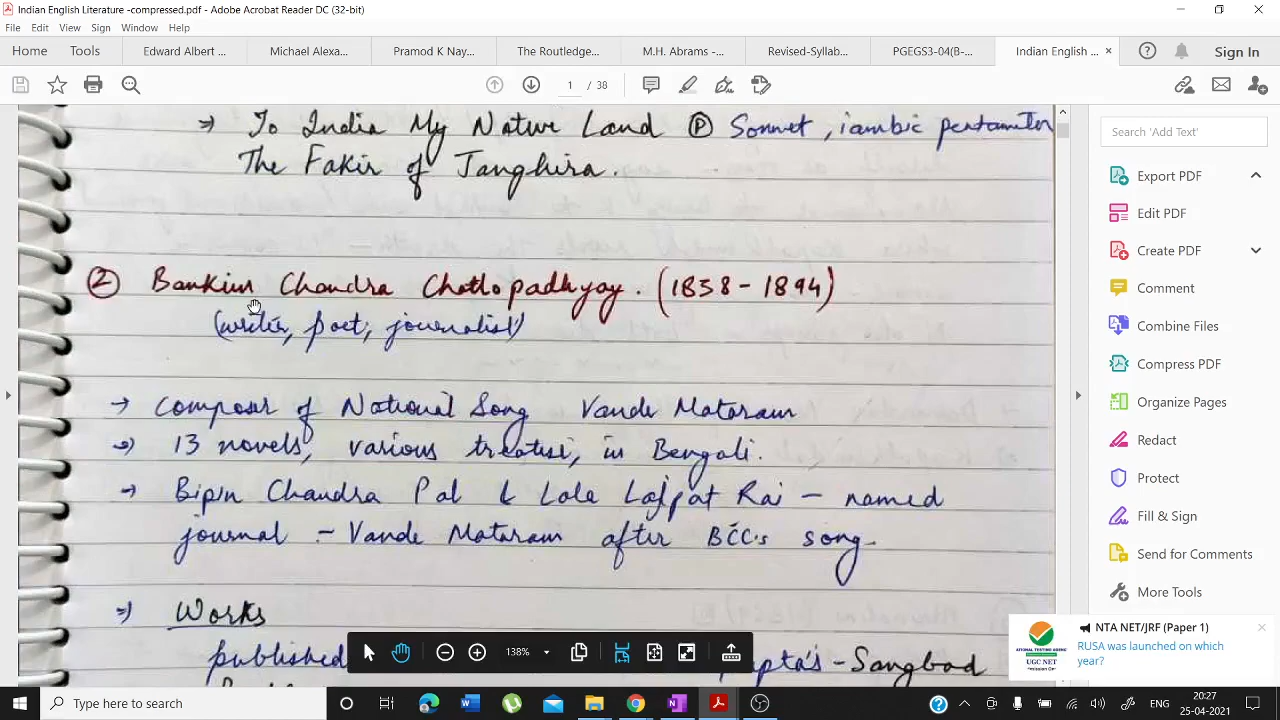 Indian English Literature -compressed.pdf - Adobe Acrobat Reader DC (32-bit)
File Edit View Sign Window Help
Home Tools Edward Albert ... Michael Alexa... Pramod K Nay... The Routledge... M.H. Abrams -... Revised-Syllab... PGEGS3-04(B-... Indian English ... × Sign In
1 / 38
→ To India My Native Land Ⓟ Sonnet, iambic pentamiter
The Fakir of Janghira.
② Bankim Chandra Chottopadhyay. (1838-1894)
(writer, poet, journalist)
→ Composer of National Song Vande Mataram
→ 13 novels, various treatise, in Bengali.
→ Bipin Chandra Pal & Lala Lajpat Rai - named
journal - Vande Mataram after BCC's song.
→ Works
published
Gupta's - Sangbad
138%
Search 'Add Text'
Export PDF
Edit PDF
Create PDF
Comment
Combine Files
Compress PDF
Organize Pages
Redact
Protect
Fill & Sign
Send for Comments
More Tools
NTA NET/JRF (Paper 1)
RUSA was launched on which
year?
UGC NET
Type here to search
ENG
20:27
25-04-2021